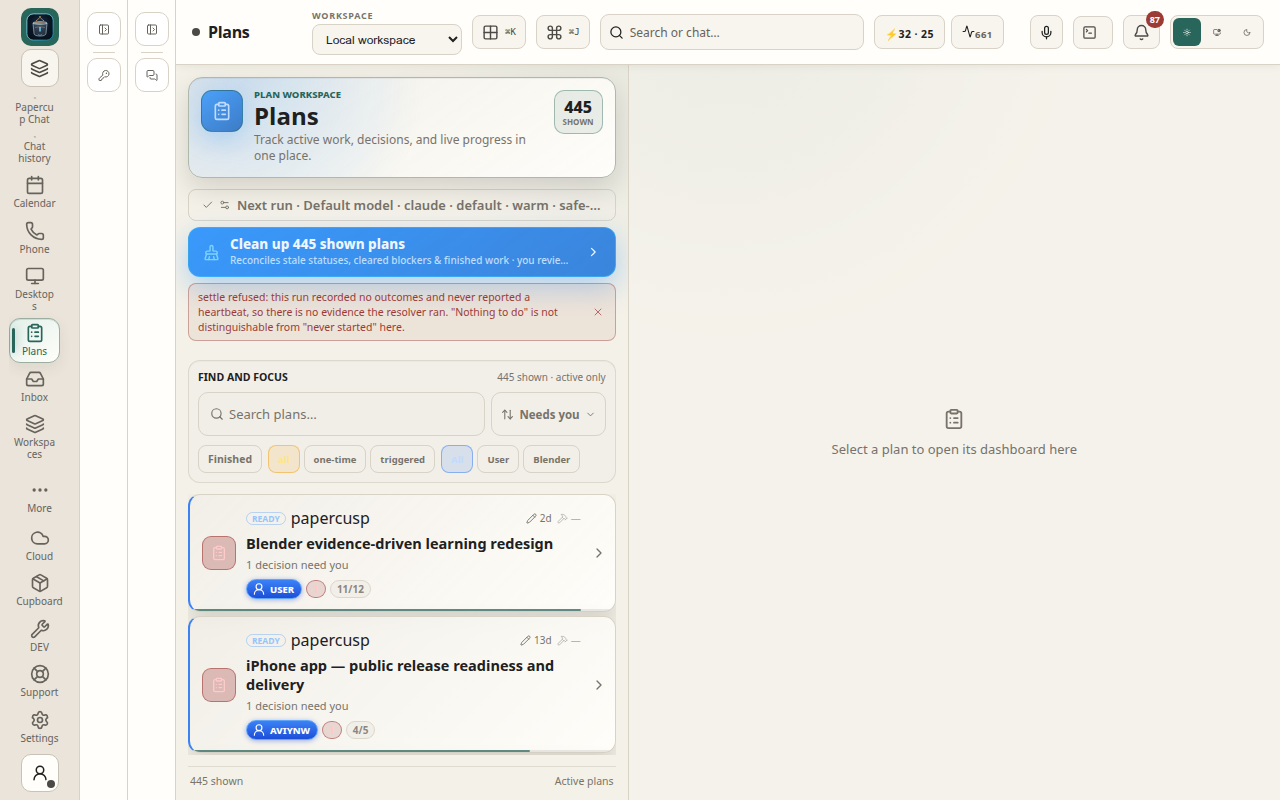 Plans
WORKSPACE
Local workspace
⌘K
⌘J
Search or chat...
⚡32 · 25
661
87
Papercu
p Chat
Chat
history
Calendar
Phone
Desktop
s
Plans
Inbox
Workspa
ces
More
Cloud
Cupboard
DEV
Support
Settings
PLAN WORKSPACE
Plans
Track active work, decisions, and live progress in
one place.
445
SHOWN
Next run · Default model · claude · default · warm · safe-...
Clean up 445 shown plans
Reconciles stale statuses, cleared blockers & finished work · you revie...
settle refused: this run recorded no outcomes and never reported a
heartbeat, so there is no evidence the resolver ran. "Nothing to do" is not
distinguishable from "never started" here.
FIND AND FOCUS
445 shown · active only
Search plans...
Needs you
Finished
All
one-time
triggered
All
User
Blender
READY papercusp
2d —
Blender evidence-driven learning redesign
1 decision need you
USER
11/12
READY papercusp
13d —
iPhone app — public release readiness and
delivery
1 decision need you
AVIYNW
4/5
445 shown
Active plans
Select a plan to open its dashboard here